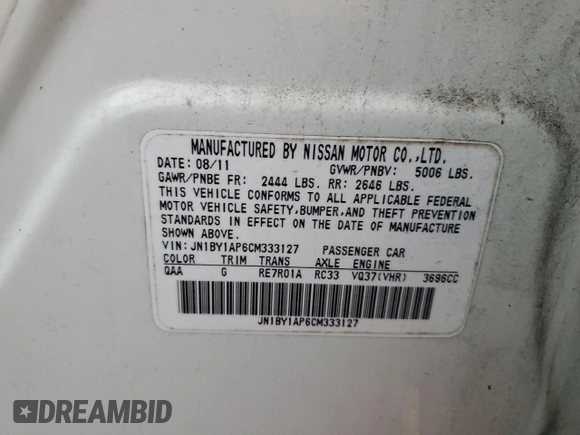 MANUFACTURED BY NISSAN MOTOR CO.,LTD.
DATE: 08/11 GVWR/PNBV: 5006 LBS.
GAWR/PNBE FR: 2444 LBS. RR: 2646 LBS.
THIS VEHICLE CONFORMS TO ALL APPLICABLE FEDERAL
MOTOR VEHICLE SAFETY,BUMPER,AND THEFT PREVENTION
STANDARDS IN EFFECT ON THE DATE OF MANUFACTURE
SHOWN ABOVE.
VIN: JN1BY1AP6CM333127 PASSENGER CAR
COLOR TRIM TRANS AXLE ENGINE
QAA G RE7R01A RC33 VQ37(VHR) 3696CC
JN1BY1AP6CM333127
DREAMBID